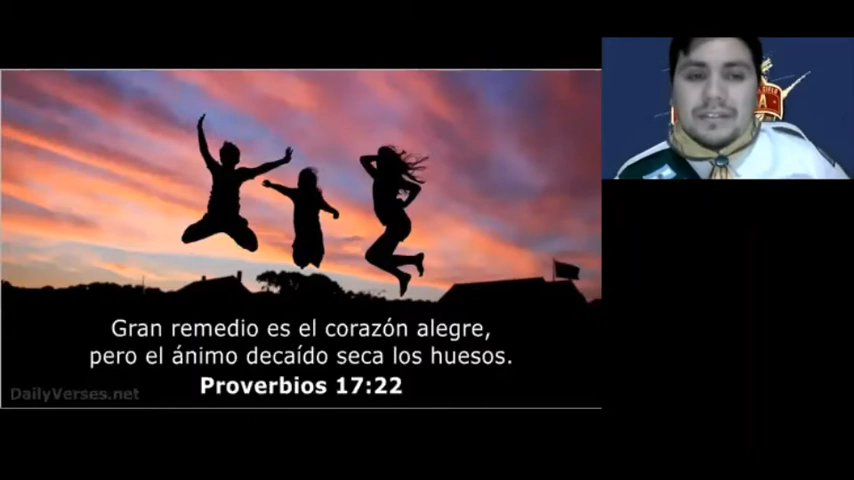 Gran remedio es el corazón alegre,
pero el ánimo decaído seca los huesos.
Proverbios 17:22
DailyVerses.net